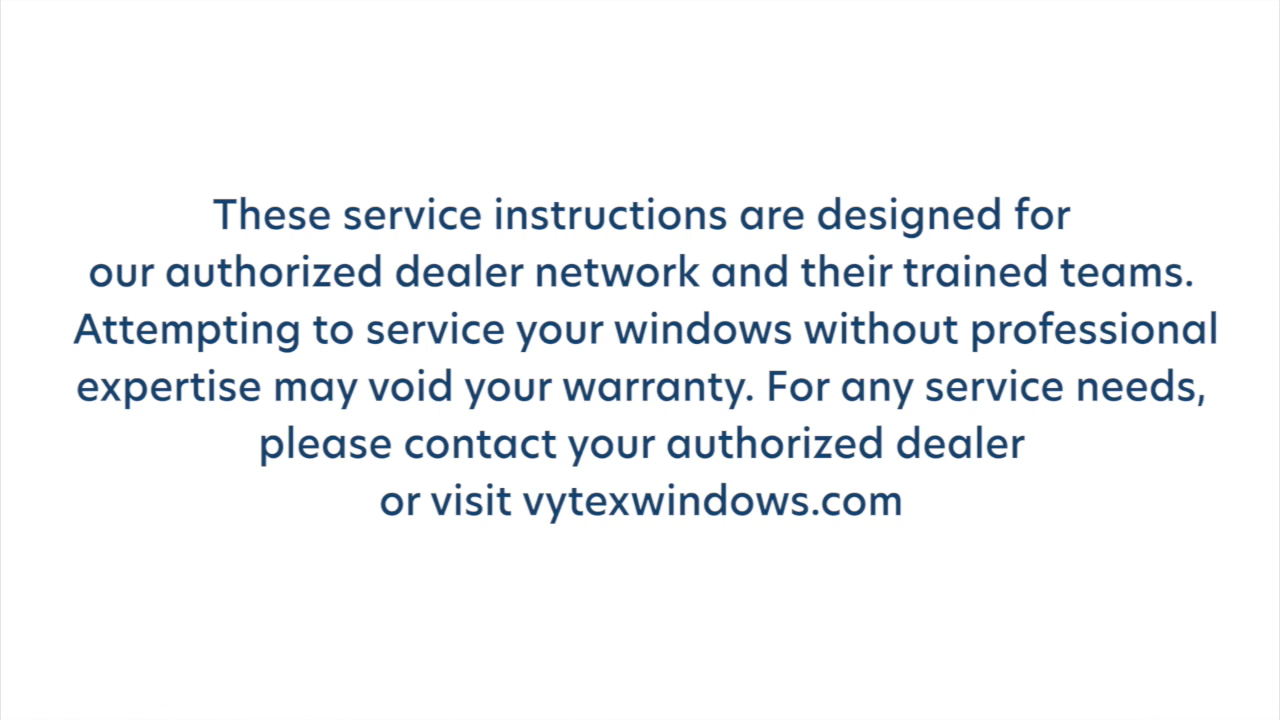 These service instructions are designed for
our authorized dealer network and their trained teams.
Attempting to service your windows without professional
expertise may void your warranty. For any service needs,
please contact your authorized dealer
or visit vytexwindows.com